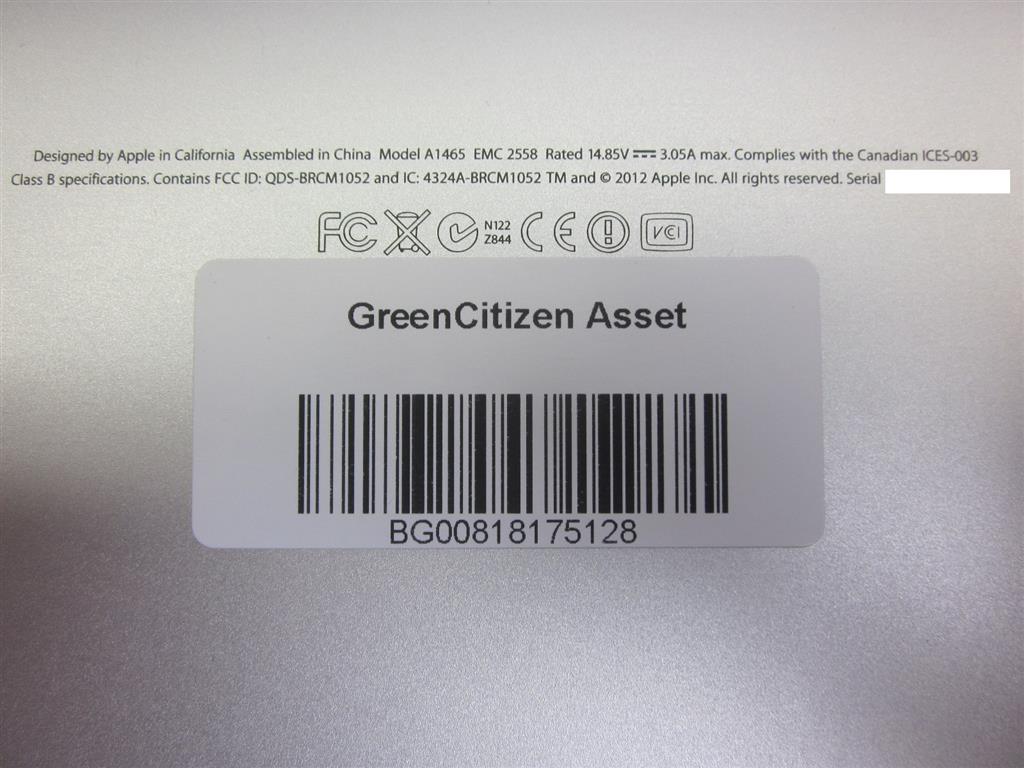 Designed by Apple in California Assembled in China Model A1465 EMC 2558 Rated 14.85V⎓3.05A max. Complies with the Canadian ICES-003
Class B specifications. Contains FCC ID: QDS-BRCM1052 and IC: 4324A-BRCM1052 TM and © 2012 Apple Inc. All rights reserved. Serial
FC N122 CE VCI
Z844
GreenCitizen Asset
BG00818175128